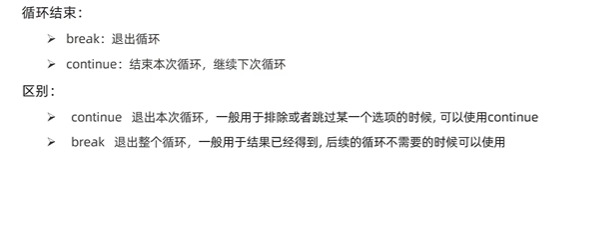 循环结束：
➢ break：退出循环
➢ continue：结束本次循环，继续下次循环
区别：
➢ continue 退出本次循环，一般用于排除或者跳过某一个选项的时候, 可以使用continue
➢ break 退出整个循环，一般用于结果已经得到, 后续的循环不需要的时候可以使用